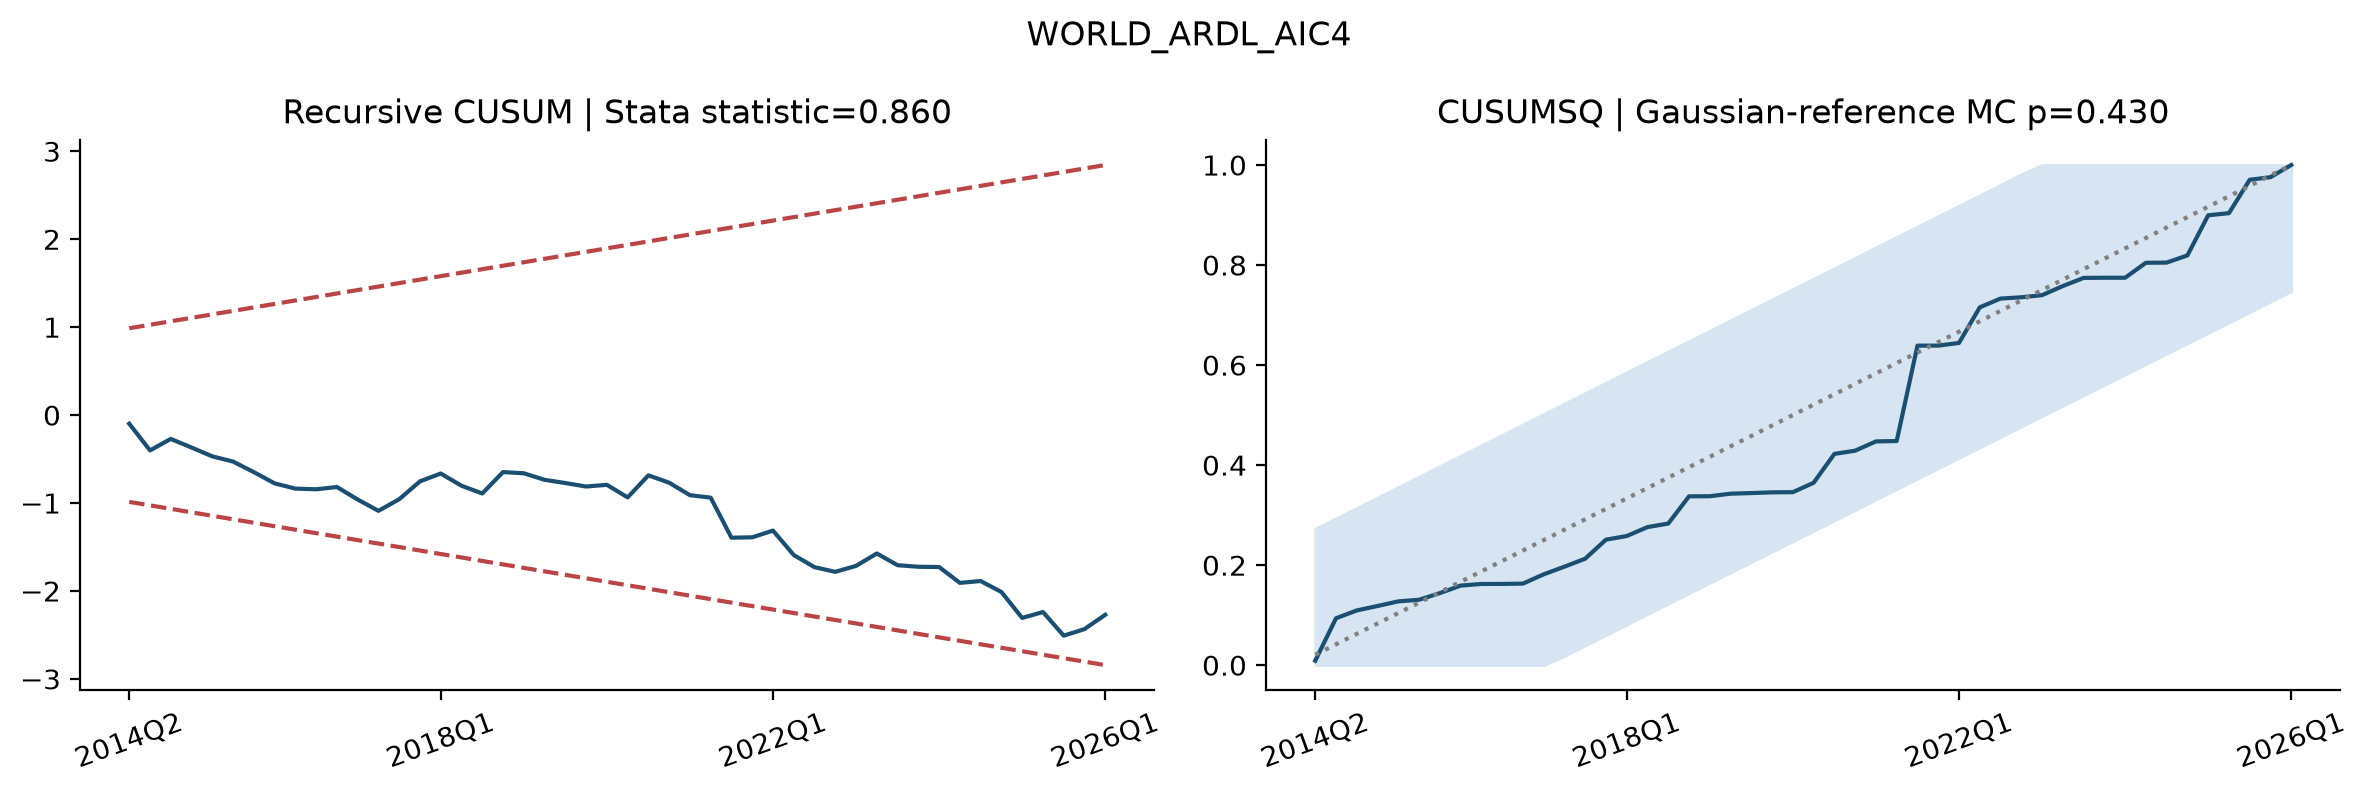 WORLD_ARDL_AIC4
Recursive CUSUM | Stata statistic=0.860
3
2
1
0
−1
−2
−3
2014Q2
2018Q1
2022Q1
2026Q1
CUSUMSQ | Gaussian-reference MC p=0.430
1.0
0.8
0.6
0.4
0.2
0.0
2014Q2
2018Q1
2022Q1
2026Q1